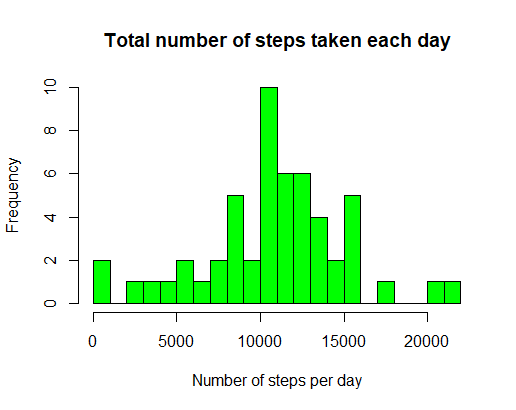 Total number of steps taken each day
Frequency
10
8
6
4
2
0
0 5000 10000 15000 20000
Number of steps per day